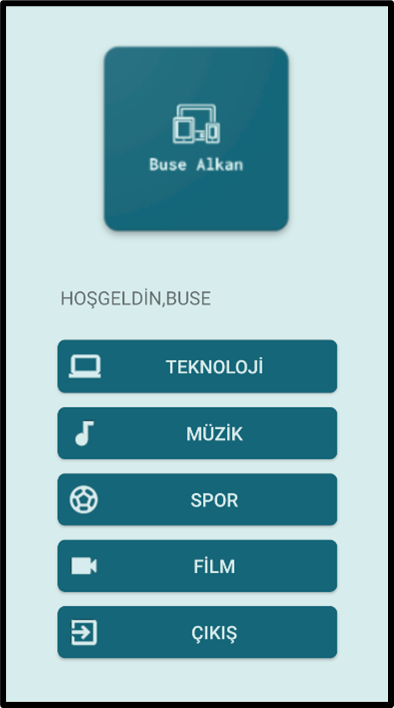 Buse Alkan
HOŞGELDİN,BUSE
TEKNOLOJİ
MÜZİK
SPOR
FİLM
ÇIKIŞ